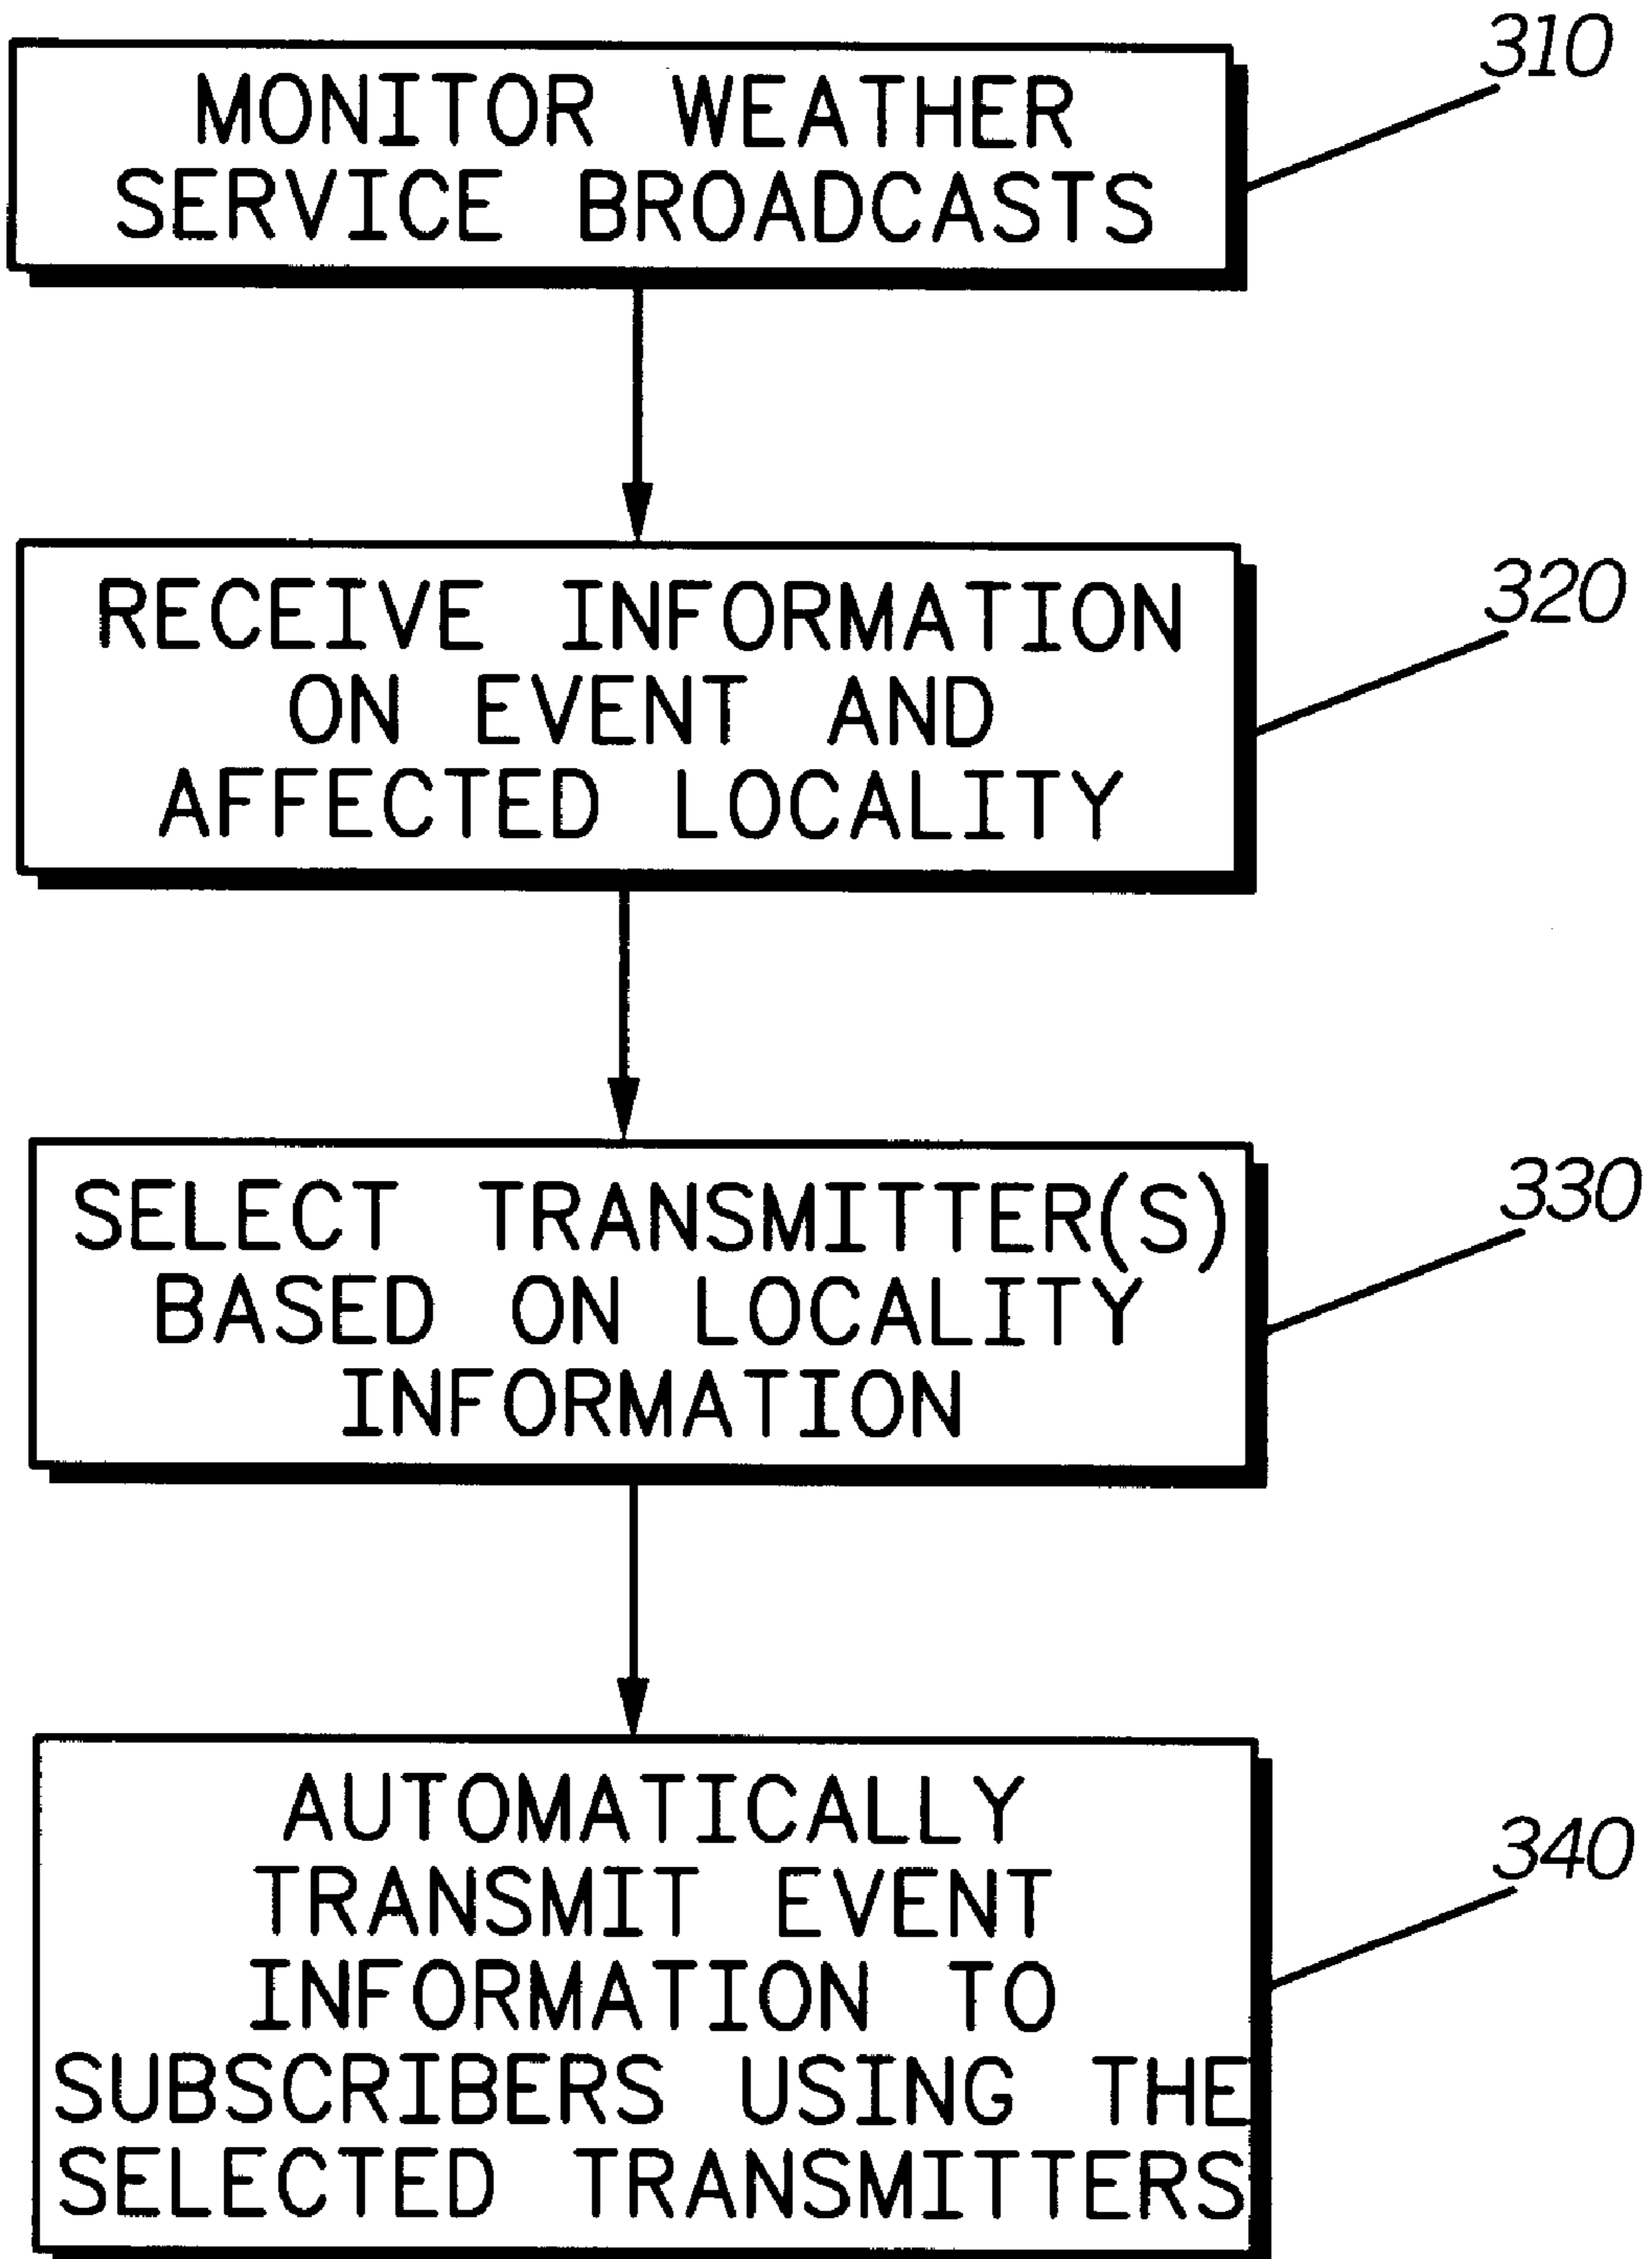 310
MONITOR WEATHER
SERVICE BROADCASTS
320
RECEIVE INFORMATION
ON EVENT AND
AFFECTED LOCALITY
330
SELECT TRANSMITTER(S)
BASED ON LOCALITY
INFORMATION
340
AUTOMATICALLY
TRANSMIT EVENT
INFORMATION TO
SUBSCRIBERS USING THE
SELECTED TRANSMITTERS